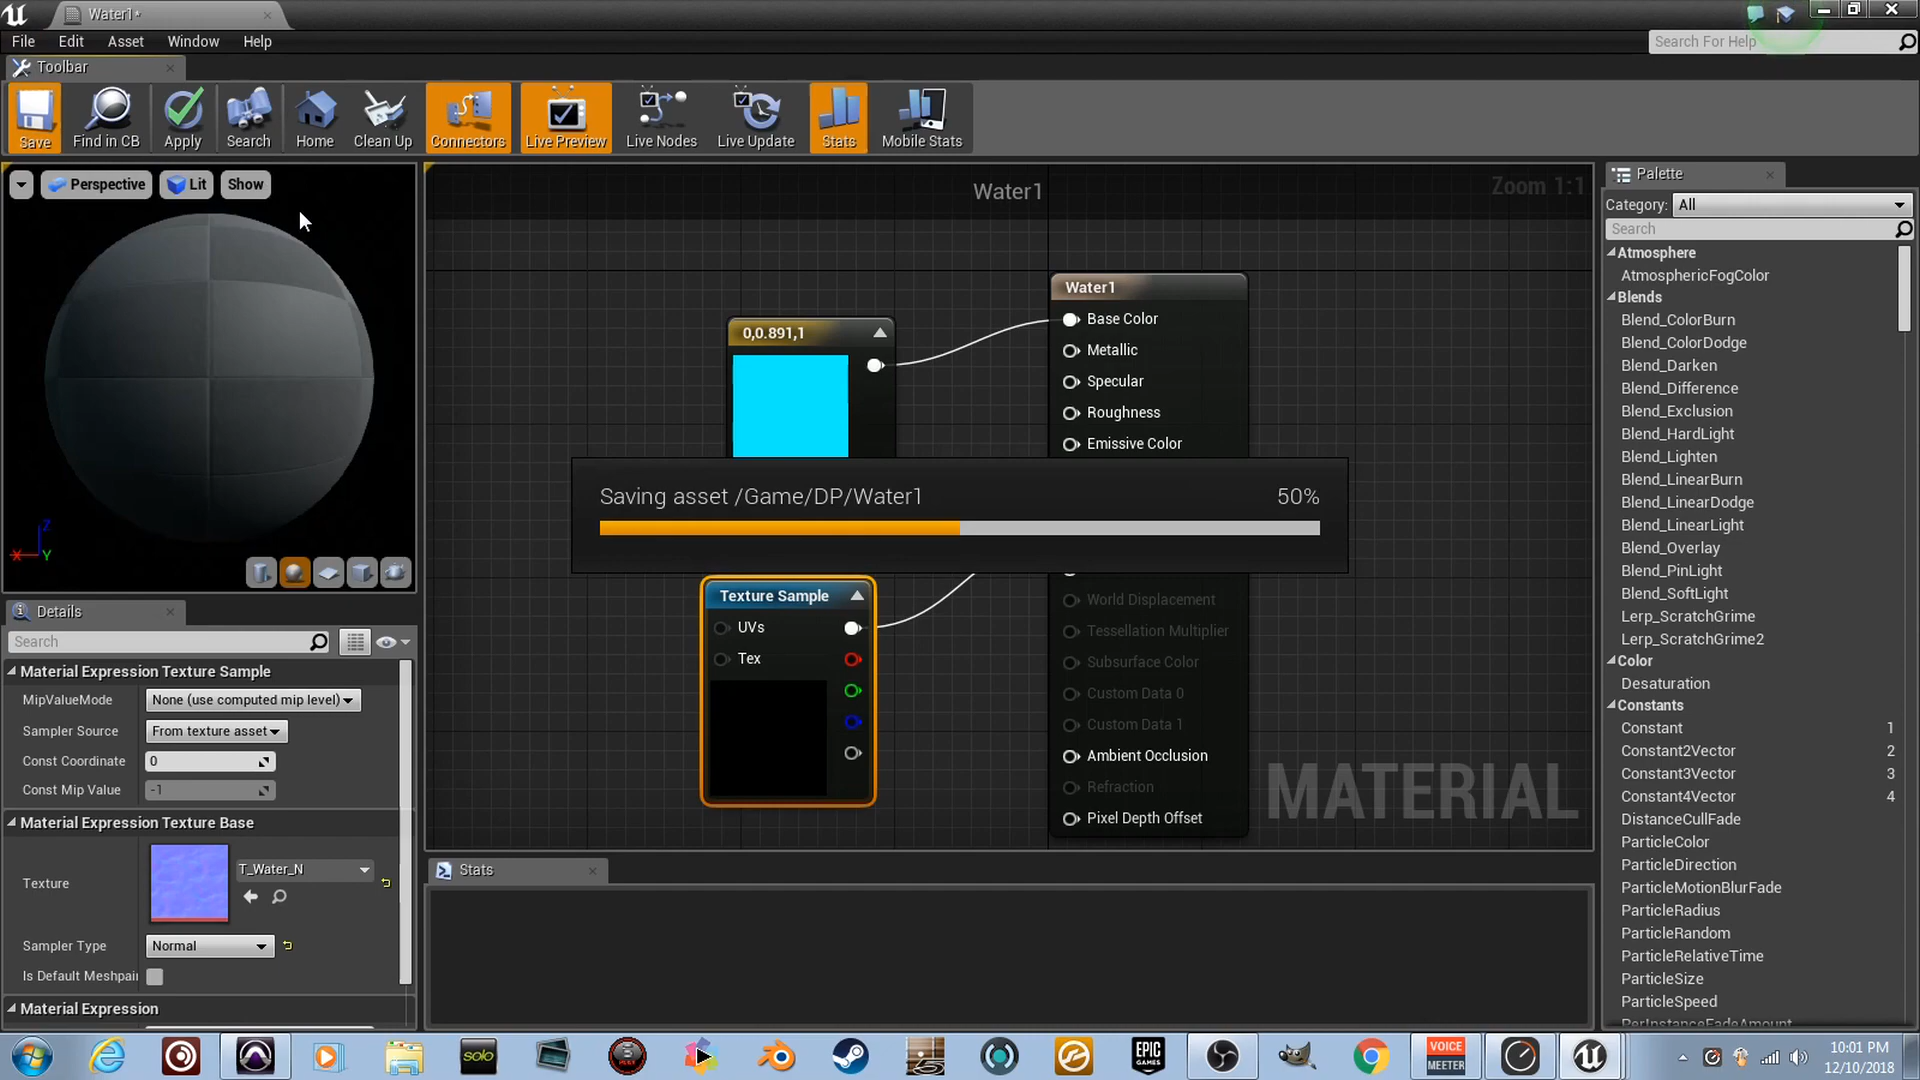 Water1*
File Edit Asset Window Help
Search For Help
Toolbar
Save Find in CB Apply Search Home Clean Up Connectors Live Preview Live Nodes Live Update Stats Mobile Stats
Perspective Lit Show
Z
X Y
Water1
Zoom 1:1
0,0.891,1
Water1
Base Color
Metallic
Specular
Roughness
Emissive Color
Saving asset /Game/DP/Water1 50%
World Displacement
Tessellation Multiplier
Subsurface Color
Custom Data 0
Custom Data 1
Ambient Occlusion
Refraction
Pixel Depth Offset
Texture Sample
UVs
Tex
MATERIAL
Details
Search
Material Expression Texture Sample
MipValueMode None (use computed mip level)
Sampler Source From texture asset
Const Coordinate 0
Const Mip Value -1
Material Expression Texture Base
Texture T_Water_N
Sampler Type Normal
Is Default Meshpai
Material Expression
Stats
Palette
Category: All
Search
Atmosphere
AtmosphericFogColor
Blends
Blend_ColorBurn
Blend_ColorDodge
Blend_Darken
Blend_Difference
Blend_Exclusion
Blend_HardLight
Blend_Lighten
Blend_LinearBurn
Blend_LinearDodge
Blend_LinearLight
Blend_Overlay
Blend_PinLight
Blend_SoftLight
Lerp_ScratchGrime
Lerp_ScratchGrime2
Color
Desaturation
Constants
Constant 1
Constant2Vector 2
Constant3Vector 3
Constant4Vector 4
DistanceCullFade
ParticleColor
ParticleDirection
ParticleMotionBlurFade
ParticleRadius
ParticleRandom
ParticleRelativeTime
ParticleSize
ParticleSpeed
PerInstanceFadeAmount
solo
EPIC
GAMES
VOICE
MEETER
10:01 PM
12/10/2018